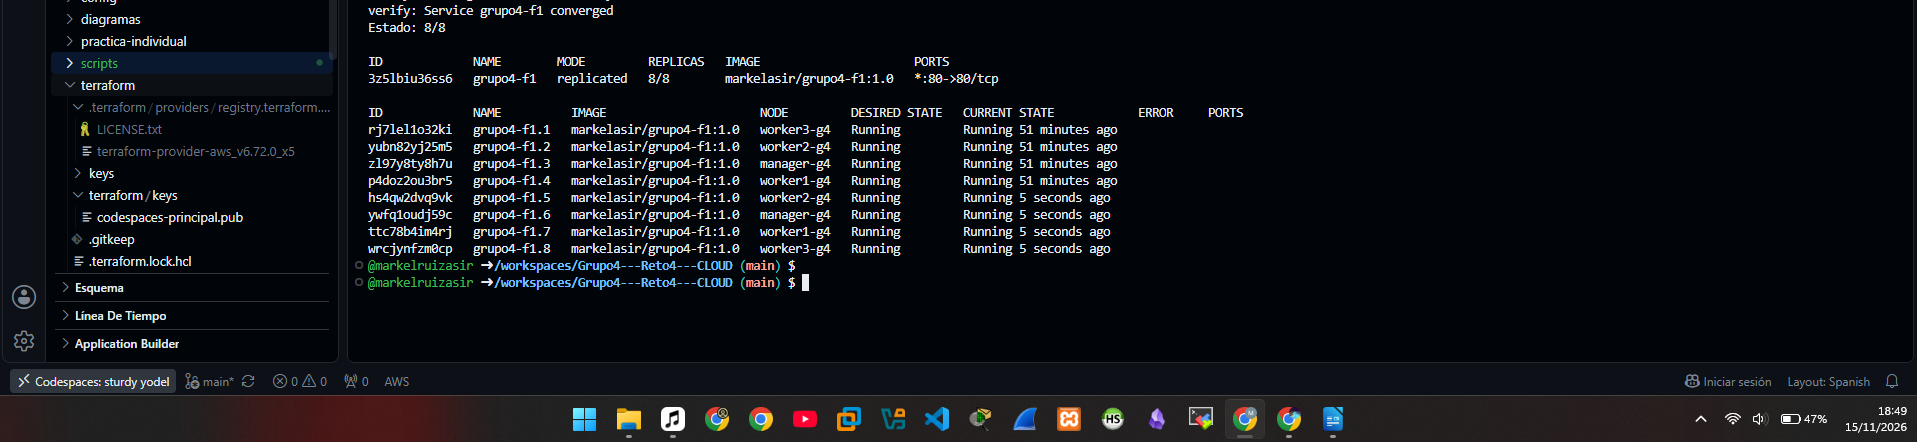 config
diagramas
practica-individual
scripts
terraform
.terraform / providers / registry.terraform....
LICENSE.txt
terraform-provider-aws_v6.72.0_x5
keys
terraform / keys
codespaces-principal.pub
.gitkeep
.terraform.lock.hcl
Esquema
Línea De Tiempo
Application Builder
verify: Service grupo4-f1 converged
Estado: 8/8
ID NAME MODE REPLICAS IMAGE PORTS
3z5lbiu36ss6 grupo4-f1 replicated 8/8 markelasir/grupo4-f1:1.0 *:80->80/tcp
ID NAME IMAGE NODE DESIRED STATE CURRENT STATE ERROR PORTS
rj7lel1o32ki grupo4-f1.1 markelasir/grupo4-f1:1.0 worker3-g4 Running Running 51 minutes ago
yubn82yj25m5 grupo4-f1.2 markelasir/grupo4-f1:1.0 worker2-g4 Running Running 51 minutes ago
zl97y8ty8h7u grupo4-f1.3 markelasir/grupo4-f1:1.0 manager-g4 Running Running 51 minutes ago
p4doz2ou3br5 grupo4-f1.4 markelasir/grupo4-f1:1.0 worker1-g4 Running Running 51 minutes ago
hs4qw2dvq9vk grupo4-f1.5 markelasir/grupo4-f1:1.0 worker2-g4 Running Running 5 seconds ago
ywfq1oudj59c grupo4-f1.6 markelasir/grupo4-f1:1.0 manager-g4 Running Running 5 seconds ago
ttc78b4im4rj grupo4-f1.7 markelasir/grupo4-f1:1.0 worker1-g4 Running Running 5 seconds ago
wrcjynfzm0cp grupo4-f1.8 markelasir/grupo4-f1:1.0 worker3-g4 Running Running 5 seconds ago
@markelruizasir ➜/workspaces/Grupo4---Reto4---CLOUD (main) $
@markelruizasir ➜/workspaces/Grupo4---Reto4---CLOUD (main) $
Codespaces: sturdy yodel main* 0 0 0 AWS Iniciar sesión Layout: Spanish
HS M 47% 18:49
15/11/2026